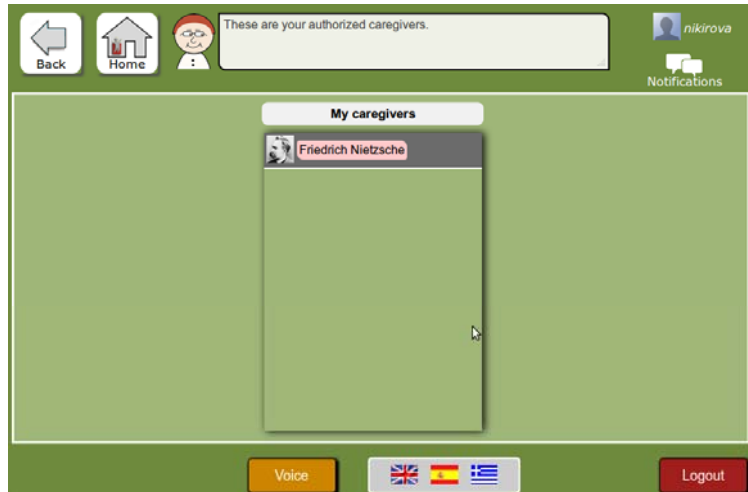 Back
Home
These are your authorized caregivers.
nikirova
Notifications
My caregivers
Friedrich Nietzsche
Voice
Logout